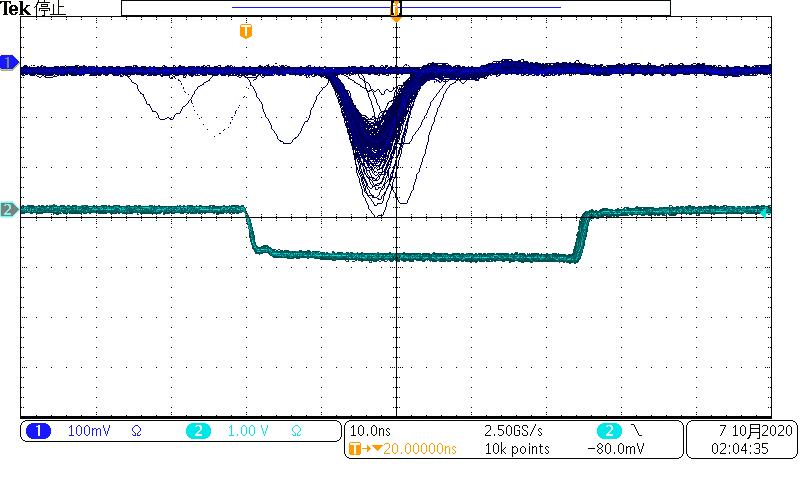 Tek 停止
T
1
T
2
1 100mV Ω 2 1.00 V Ω
10.0ns 2.50GS/s 2
T→▼20.00000ns 10k points −80.0mV
7 10月2020
02:04:35